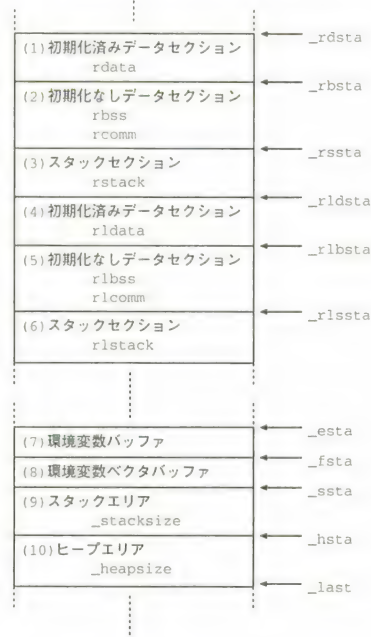 _rdsta
(1)初期化済みデータセクション
rdata
_rbsta
(2)初期化なしデータセクション
rbss
rcomm
_rssta
(3)スタックセクション
rstack
_rldsta
(4)初期化済みデータセクション
rldata
_rlbsta
(5)初期化なしデータセクション
rlbss
rlcomm
_rlssta
(6)スタックセクション
rlstack
_esta
(7)環境変数バッファ
_fsta
(8)環境変数ベクタバッファ
_ssta
(9)スタックエリア
_stacksize
_hsta
(10)ヒープエリア
_heapsize
_last